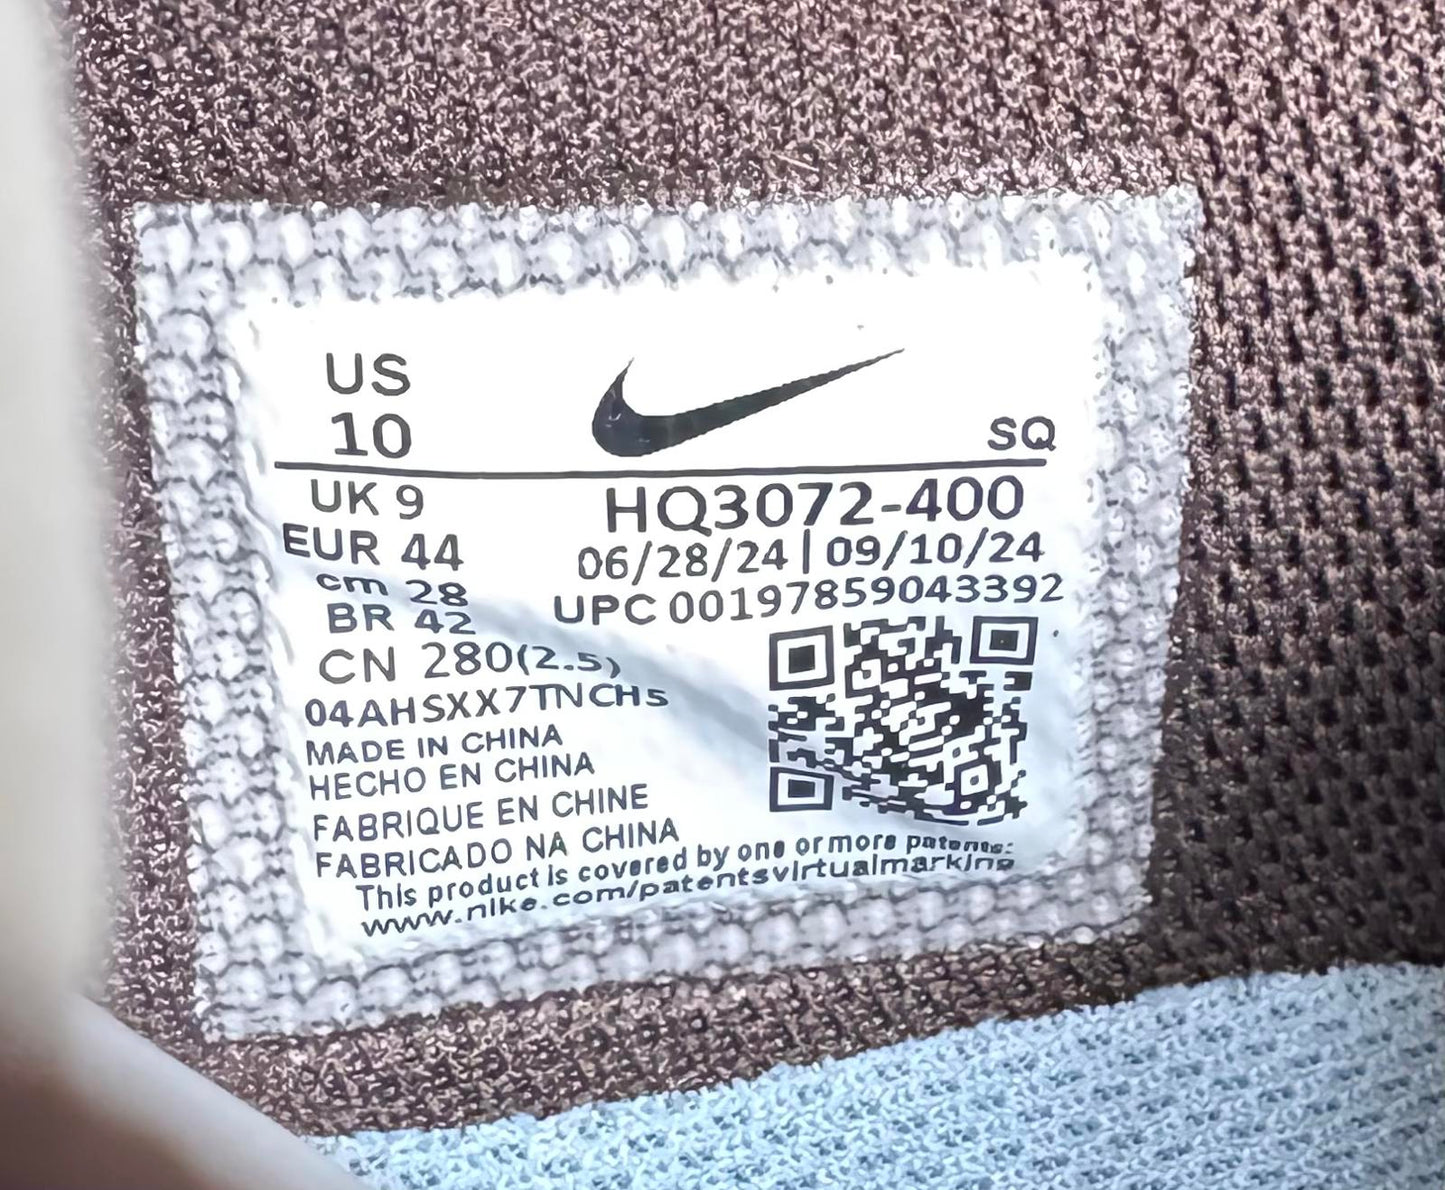 US
10
SQ
UK 9
HQ3072-400
EUR 44
06/28/24 | 09/10/24
cm 28
UPC 00197859043392
BR 42
CN 280(2.5)
04AHSXX7TNCH5
MADE IN CHINA
HECHO EN CHINA
FABRIQUE EN CHINE
FABRICADO NA CHINA
This product is covered by one or more patents:
www.nike.com/patentsvirtualmarking